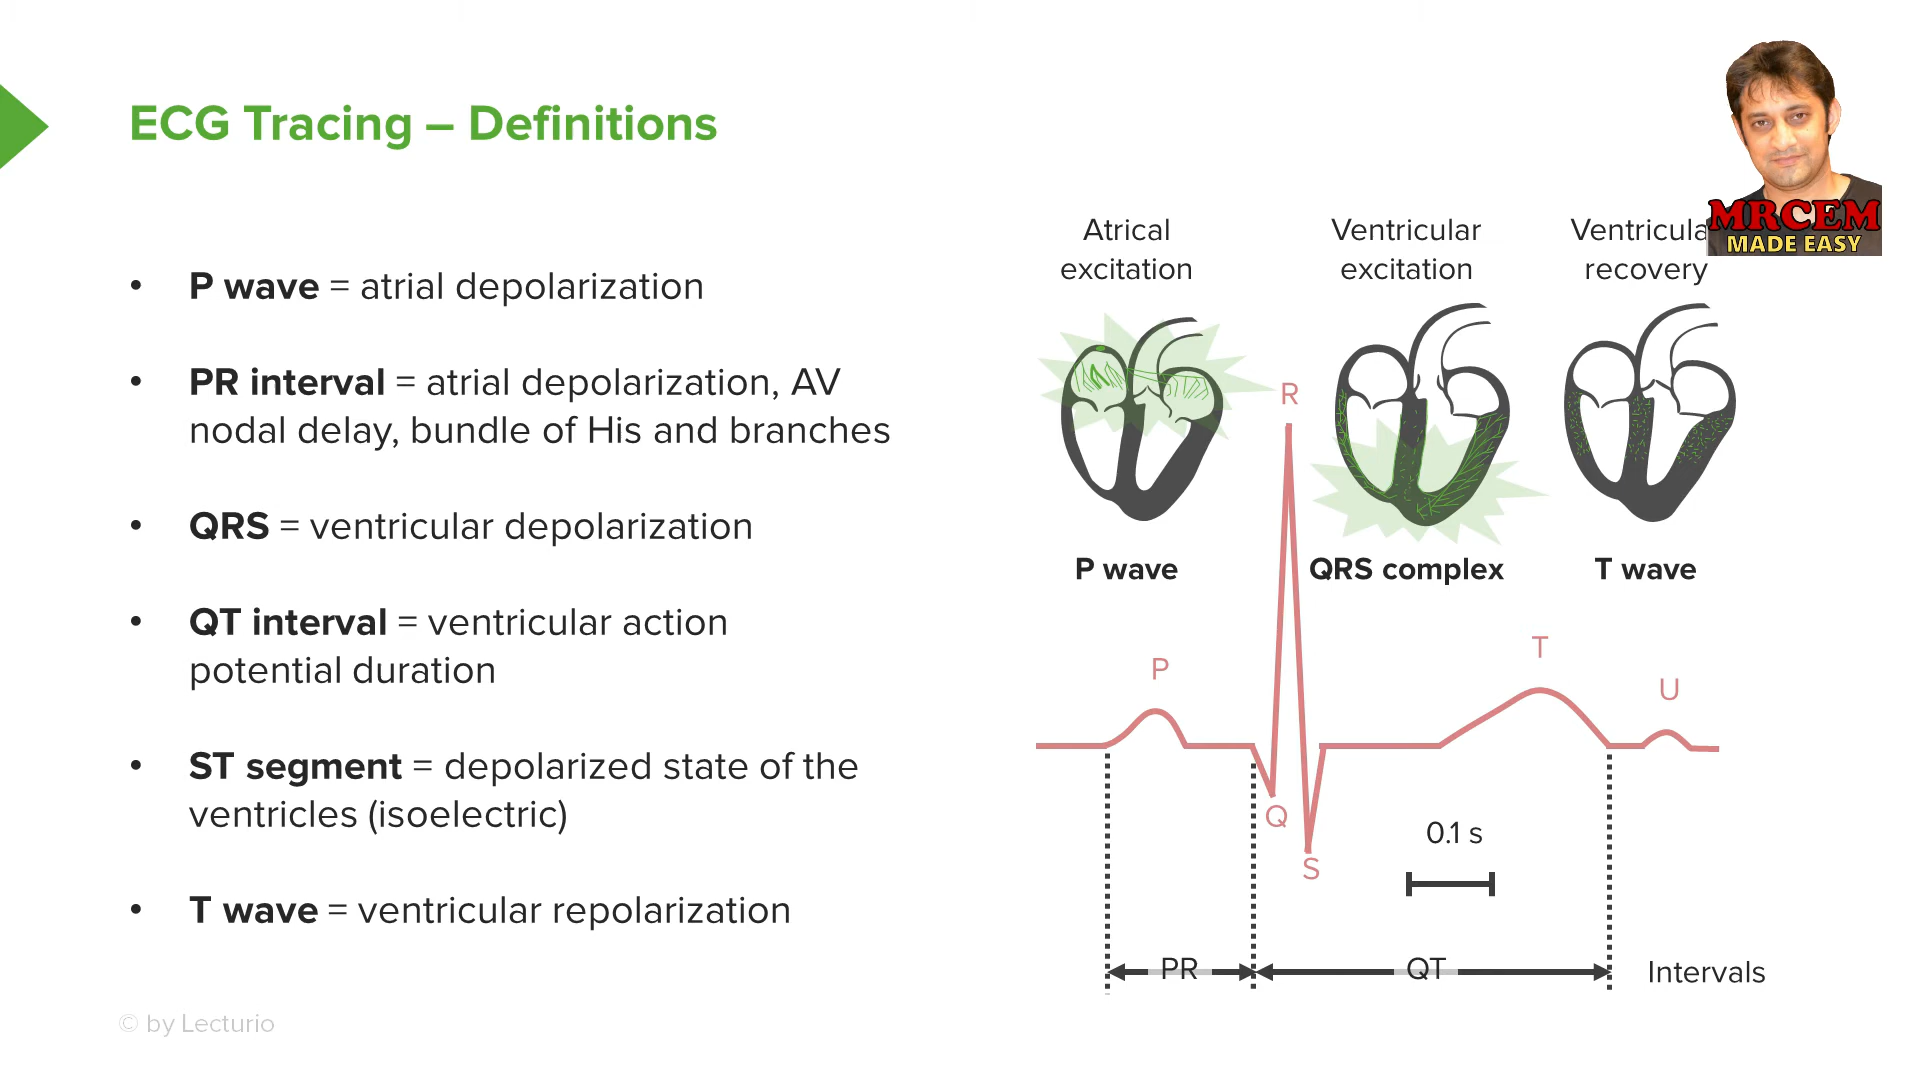 ECG Tracing – Definitions
• P wave = atrial depolarization
• PR interval = atrial depolarization, AV
nodal delay, bundle of His and branches
• QRS = ventricular depolarization
• QT interval = ventricular action
potential duration
• ST segment = depolarized state of the
ventricles (isoelectric)
• T wave = ventricular repolarization
© by Lecturio
MRCEM
MADE EASY
Atrical
excitation
Ventricular
excitation
Ventricula
recovery
P wave
QRS complex
T wave
R
P
T
U
Q
S
0.1 s
PR
QT
Intervals